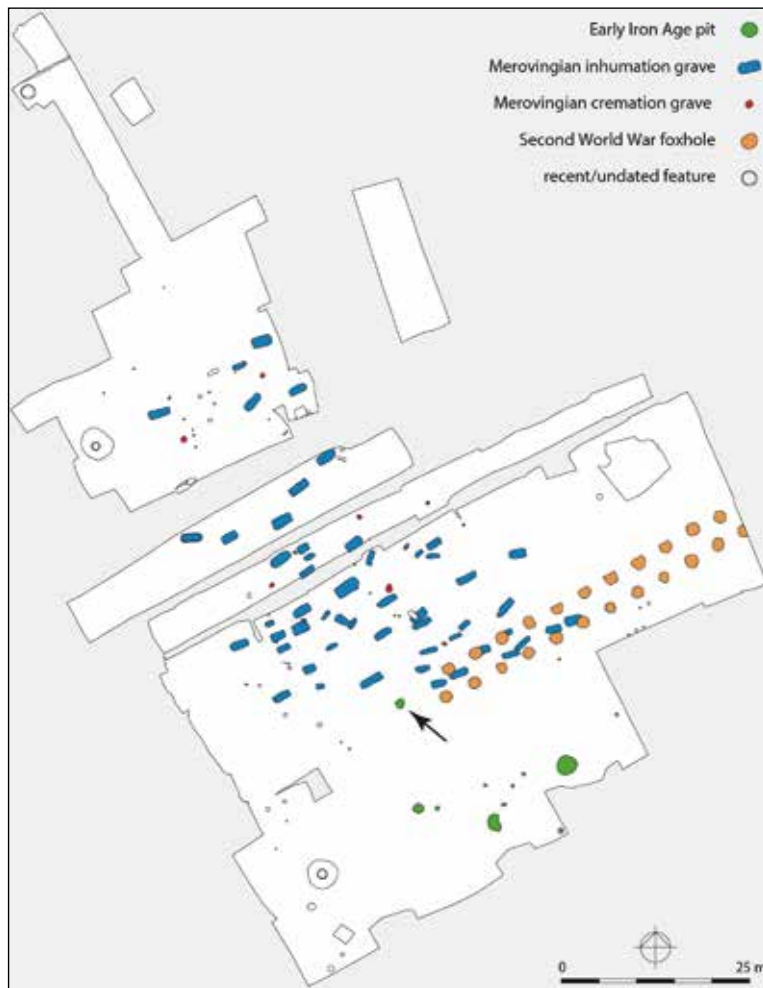 Early Iron Age pit
Merovingian inhumation grave
Merovingian cremation grave
Second World War foxhole
recent/undated feature
0 25 m